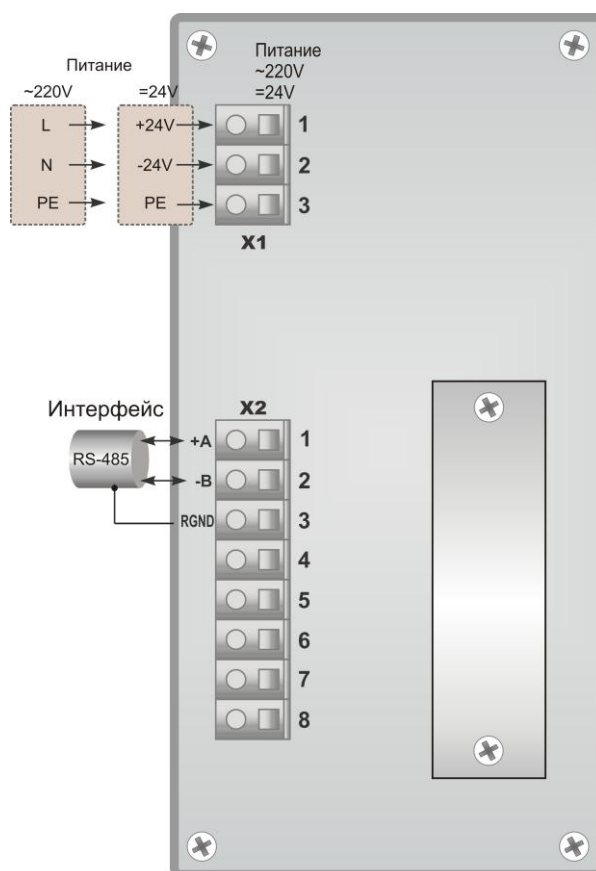 Питание
~220V
=24V
Питание
~220V
=24V
L
+24V
1
N
-24V
2
PE
PE
3
X1
Интерфейс
X2
RS-485
+A
1
-B
2
RGND
3
4
5
6
7
8